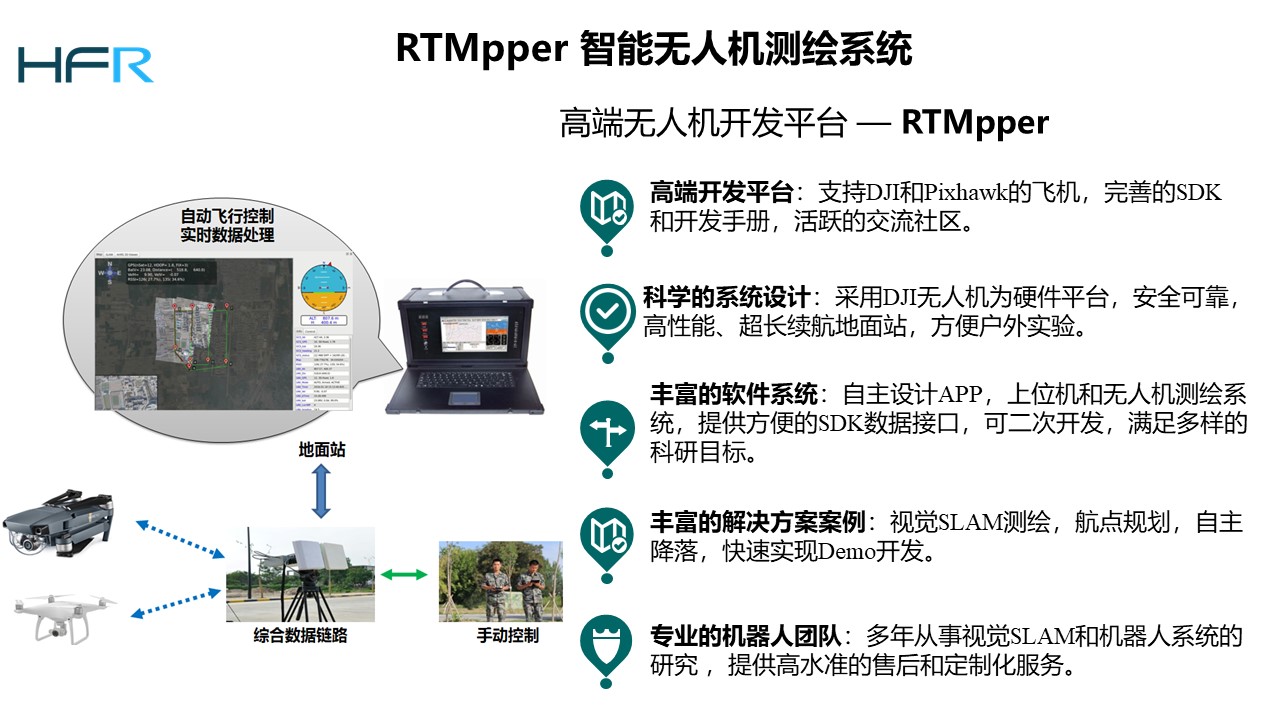 HFR
RTMpper 智能无人机测绘系统
高端无人机开发平台 — RTMpper
自动飞行控制
实时数据处理
N
W
E
S
地面站
综合数据链路
手动控制
高端开发平台：支持DJI和Pixhawk的飞机，完善的SDK
和开发手册，活跃的交流社区。
科学的系统设计：采用DJI无人机为硬件平台，安全可靠，
高性能、超长续航地面站，方便户外实验。
丰富的软件系统：自主设计APP，上位机和无人机测绘系
统，提供方便的SDK数据接口，可二次开发，满足多样的
科研目标。
丰富的解决方案案例：视觉SLAM测绘，航点规划，自主
降落，快速实现Demo开发。
专业的机器人团队：多年从事视觉SLAM和机器人系统的
研究 ，提供高水准的售后和定制化服务。